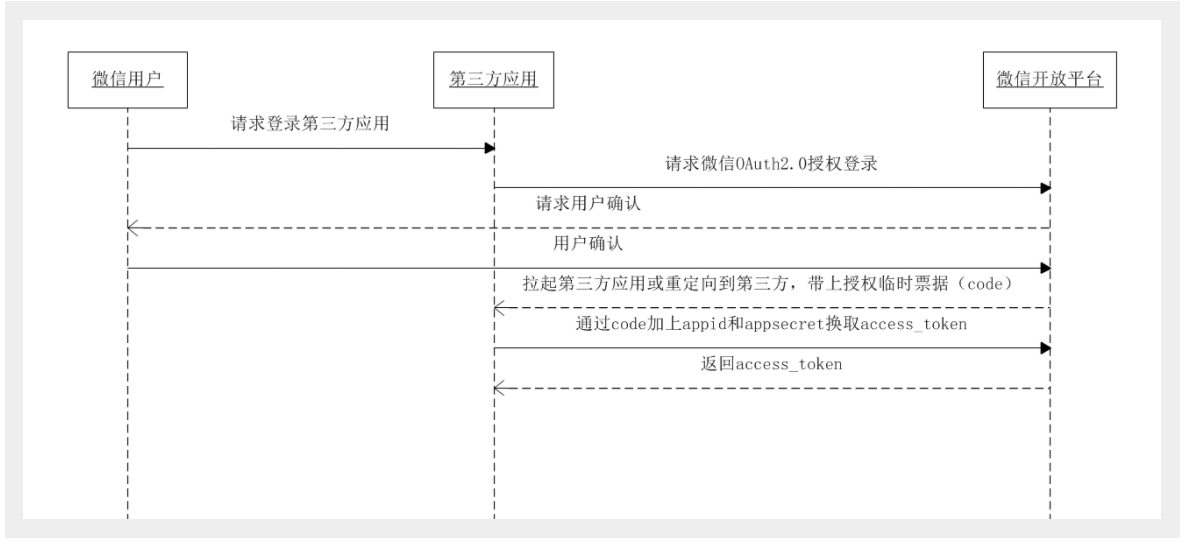 微信用户
第三方应用
微信开放平台
请求登录第三方应用
请求微信OAuth2.0授权登录
请求用户确认
用户确认
拉起第三方应用或重定向到第三方，带上授权临时票据（code）
通过code加上appid和appsecret换取access_token
返回access_token